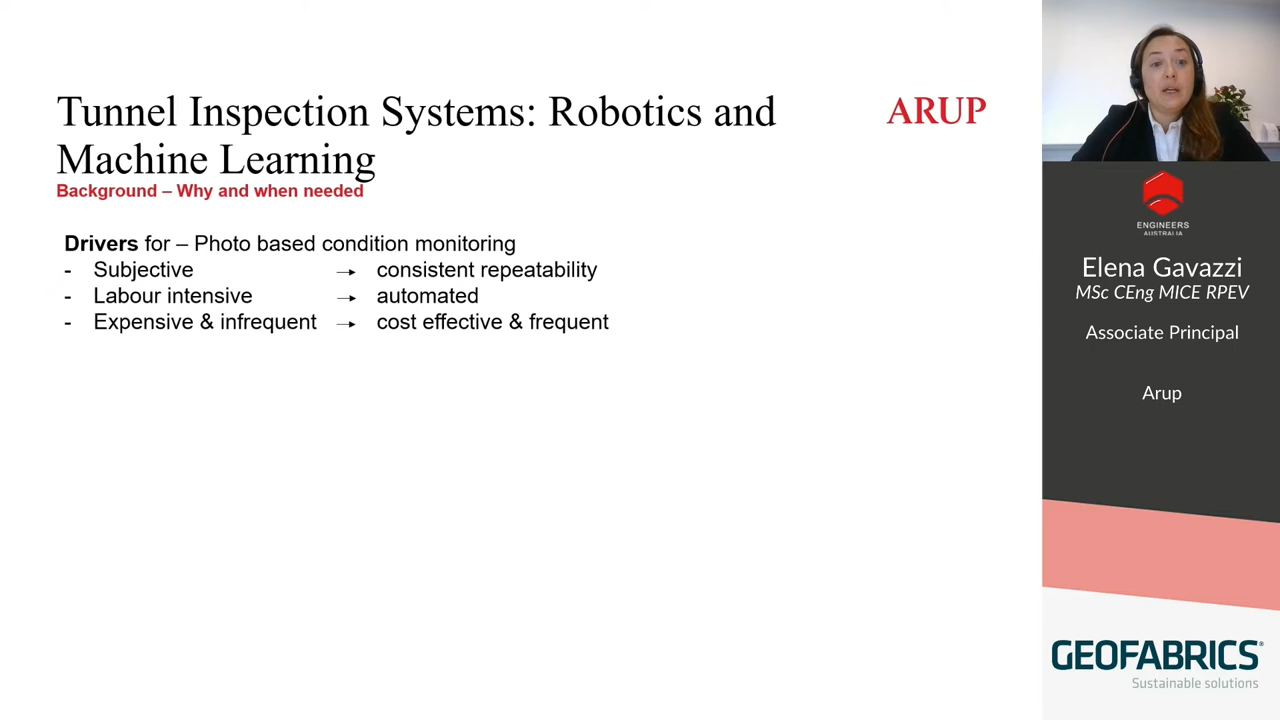 Tunnel Inspection Systems: Robotics and
Machine Learning
ARUP
Background – Why and when needed
Drivers for – Photo based condition monitoring
- Subjective → consistent repeatability
- Labour intensive → automated
- Expensive & infrequent → cost effective & frequent
ENGINEERS
AUSTRALIA
Elena Gavazzi
MSc CEng MICE RPEV
Associate Principal
Arup
GEOFABRICS®
Sustainable solutions